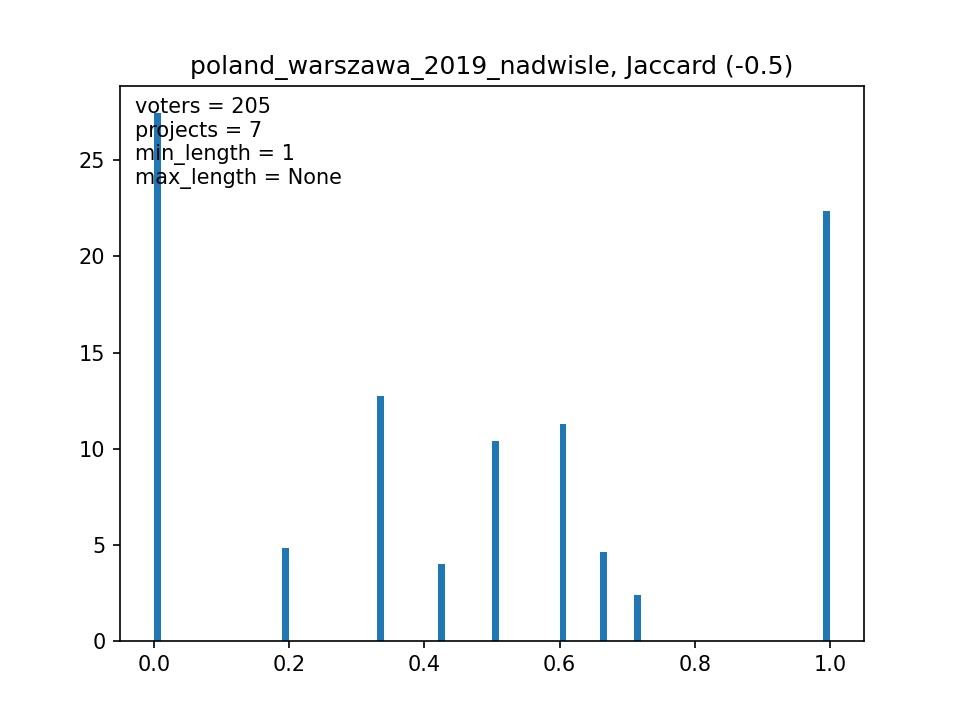 poland_warszawa_2019_nadwisle, Jaccard (-0.5)
voters = 205
projects = 7
min_length = 1
max_length = None
25
20
15
10
5
0
0.0 0.2 0.4 0.6 0.8 1.0